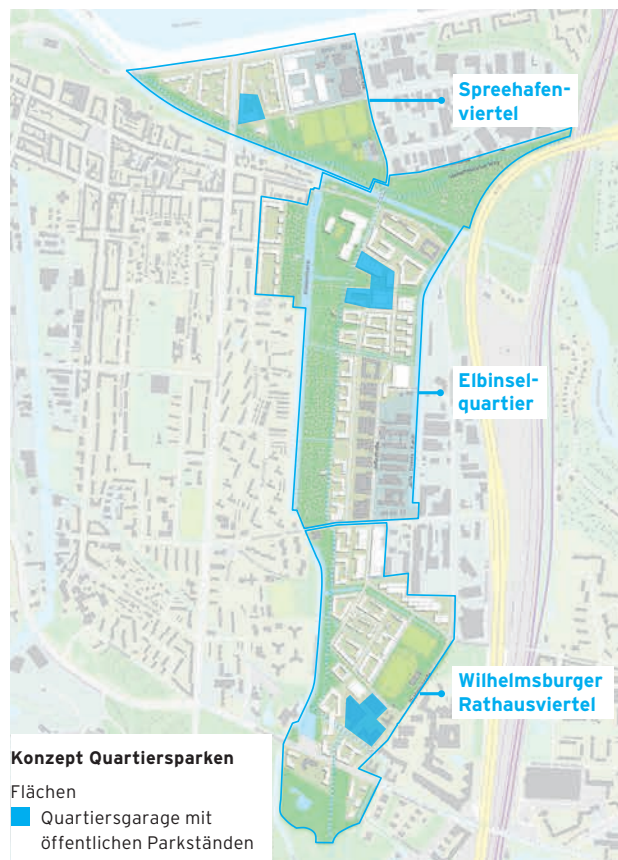 Spreehafen-
viertel
Elbinsel-
quartier
Wilhelmsburger
Rathausviertel
Konzept Quartiersparken
Flächen
Quartiersgarage mit
öffentlichen Parkständen